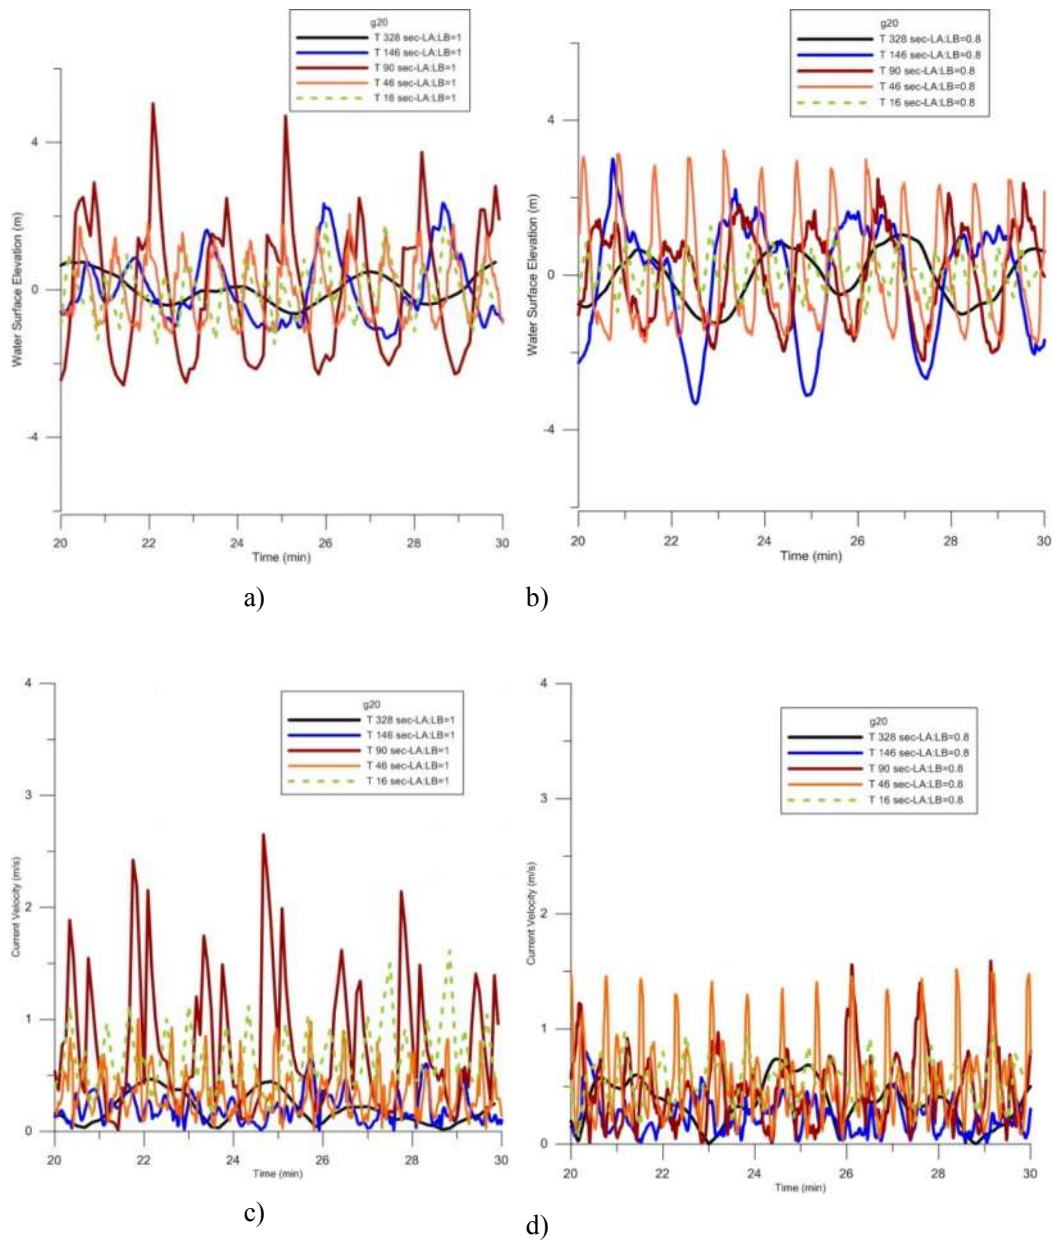 g20
T 328 sec-LA:LB=1
T 146 sec-LA:LB=1
T 90 sec-LA:LB=1
T 46 sec-LA:LB=1
T 16 sec-LA:LB=1
4
0
-4
Water Surface Elevation (m)
20 22 24 26 28 30
Time (min)
a)
g20
T 328 sec-LA:LB=0.8
T 146 sec-LA:LB=0.8
T 90 sec-LA:LB=0.8
T 46 sec-LA:LB=0.8
T 16 sec-LA:LB=0.8
4
0
-4
Water Surface Elevation (m)
20 22 24 26 28 30
Time (min)
b)
g20
T 328 sec-LA:LB=1
T 146 sec-LA:LB=1
T 90 sec-LA:LB=1
T 46 sec-LA:LB=1
T 16 sec-LA:LB=1
4
3
2
1
0
Current Velocity (m/s)
20 22 24 26 28 30
Time (min)
c)
g20
T 328 sec-LA:LB=0.8
T 146 sec-LA:LB=0.8
T 90 sec-LA:LB=0.8
T 46 sec-LA:LB=0.8
T 16 sec-LA:LB=0.8
4
3
2
1
0
Current Velocity (m/s)
20 22 24 26 28 30
Time (min)
d)